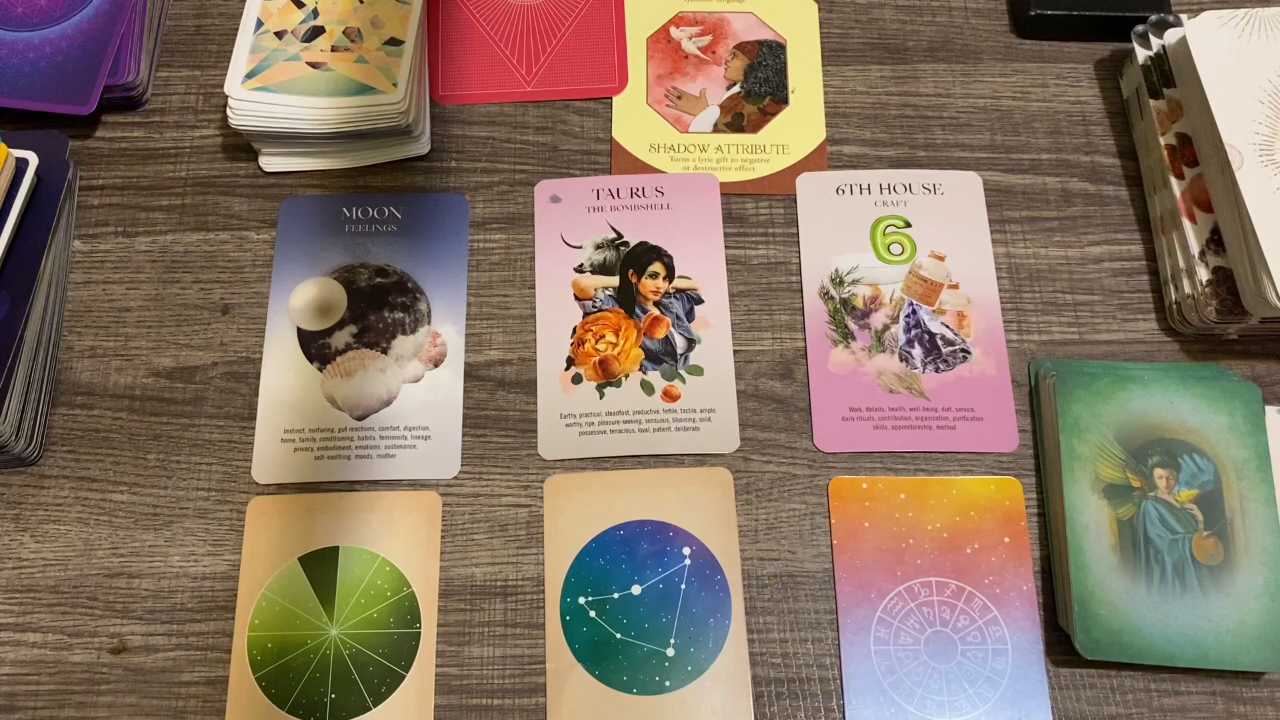 SHADOW ATTRIBUTE
Turns a lyric gift to negative
or destructive effect
MOON
FEELINGS
Instinct, nurturing, gut reactions, comfort, digestion,
home, family, conditioning, habits, femininity, lineage,
privacy, embodiment, emotions, sustenance,
self-soothing, moods, mother
TAURUS
THE BOMBSHELL
Earthy, practical, steadfast, productive, fertile, tactile, ample,
worthy, ripe, pleasure-seeking, sensuous, blooming, solid,
possessive, tenacious, loyal, patient, deliberate
6TH HOUSE
CRAFT
6
Work, details, health, well-being, diet, service,
daily rituals, contribution, organization, purification,
skills, apprenticeship, method